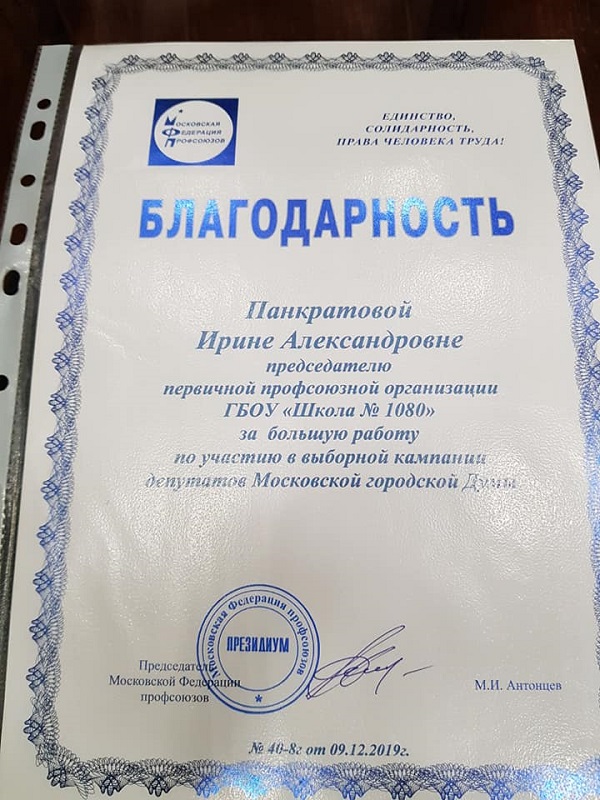 Московская
Федерация
Профсоюзов
ЕДИНСТВО,
СОЛИДАРНОСТЬ,
ПРАВА ЧЕЛОВЕКА ТРУДА!
БЛАГОДАРНОСТЬ
Панкратовой
Ирине Александровне
председателю
первичной профсоюзной организации
ГБОУ «Школа № 1080»
за большую работу
по участию в выборной кампании
депутатов Московской городской Думы
Московская Федерация профсоюзов
ПРЕЗИДИУМ
Председатель
Московской Федерации
профсоюзов
М.И. Антонцев
№ 40-8г от 09.12.2019г.